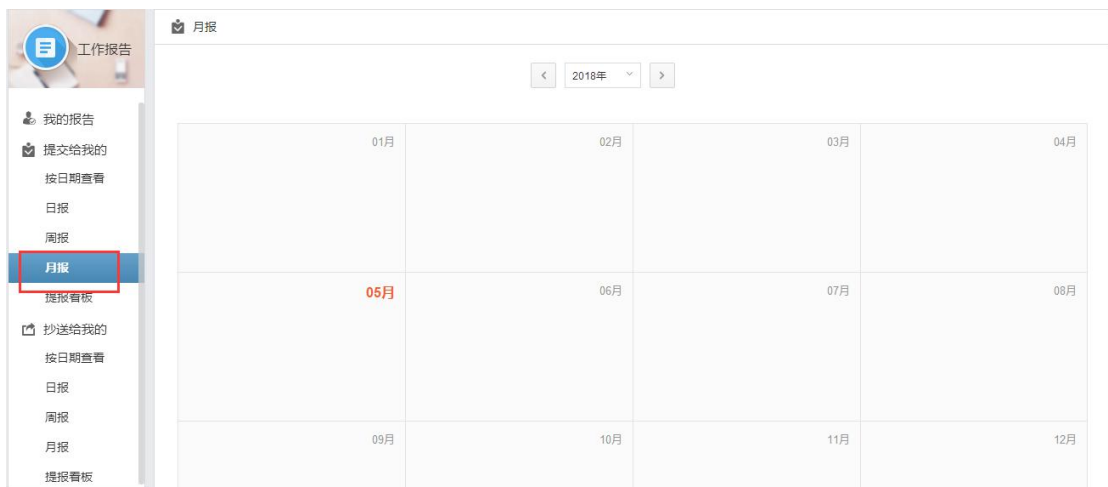 工作报告
我的报告
提交给我的
按日期查看
日报
周报
月报
提报看板
抄送给我的
按日期查看
日报
周报
月报
提报看板
月报
2018年
01月 02月 03月 04月
05月 06月 07月 08月
09月 10月 11月 12月